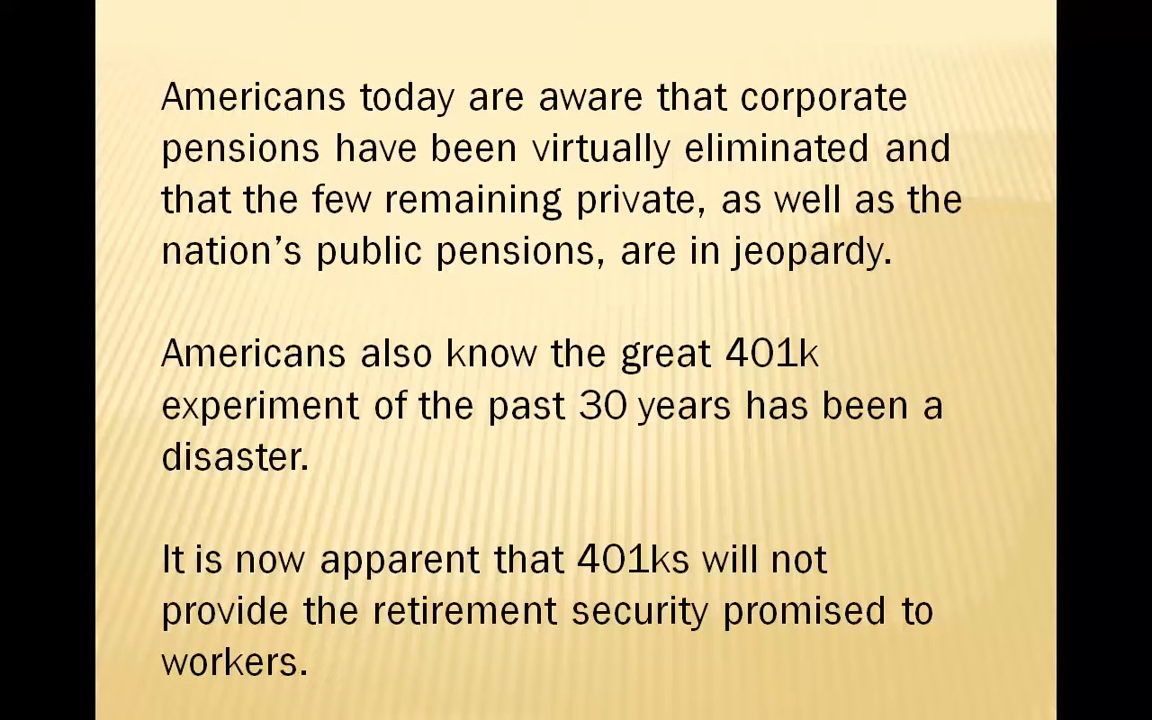 Americans today are aware that corporate
pensions have been virtually eliminated and
that the few remaining private, as well as the
nation’s public pensions, are in jeopardy.
Americans also know the great 401k
experiment of the past 30 years has been a
disaster.
It is now apparent that 401ks will not
provide the retirement security promised to
workers.